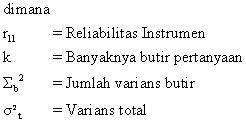 dimana
r₁₁ = Reliabilitas Instrumen
k = Banyaknya butir pertanyaan
Σb² = Jumlah varians butir
σ²t = Varians total